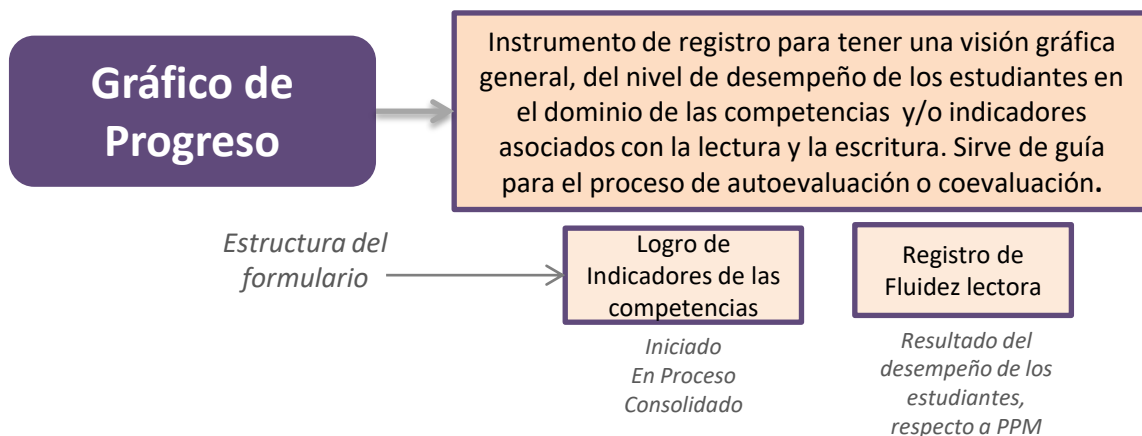 Gráfico de
Progreso
Instrumento de registro para tener una visión gráfica
general, del nivel de desempeño de los estudiantes en
el dominio de las competencias y/o indicadores
asociados con la lectura y la escritura. Sirve de guía
para el proceso de autoevaluación o coevaluación.
Estructura del
formulario
Logro de
Indicadores de las
competencias
Iniciado
En Proceso
Consolidado
Registro de
Fluidez lectora
Resultado del
desempeño de los
estudiantes,
respecto a PPM